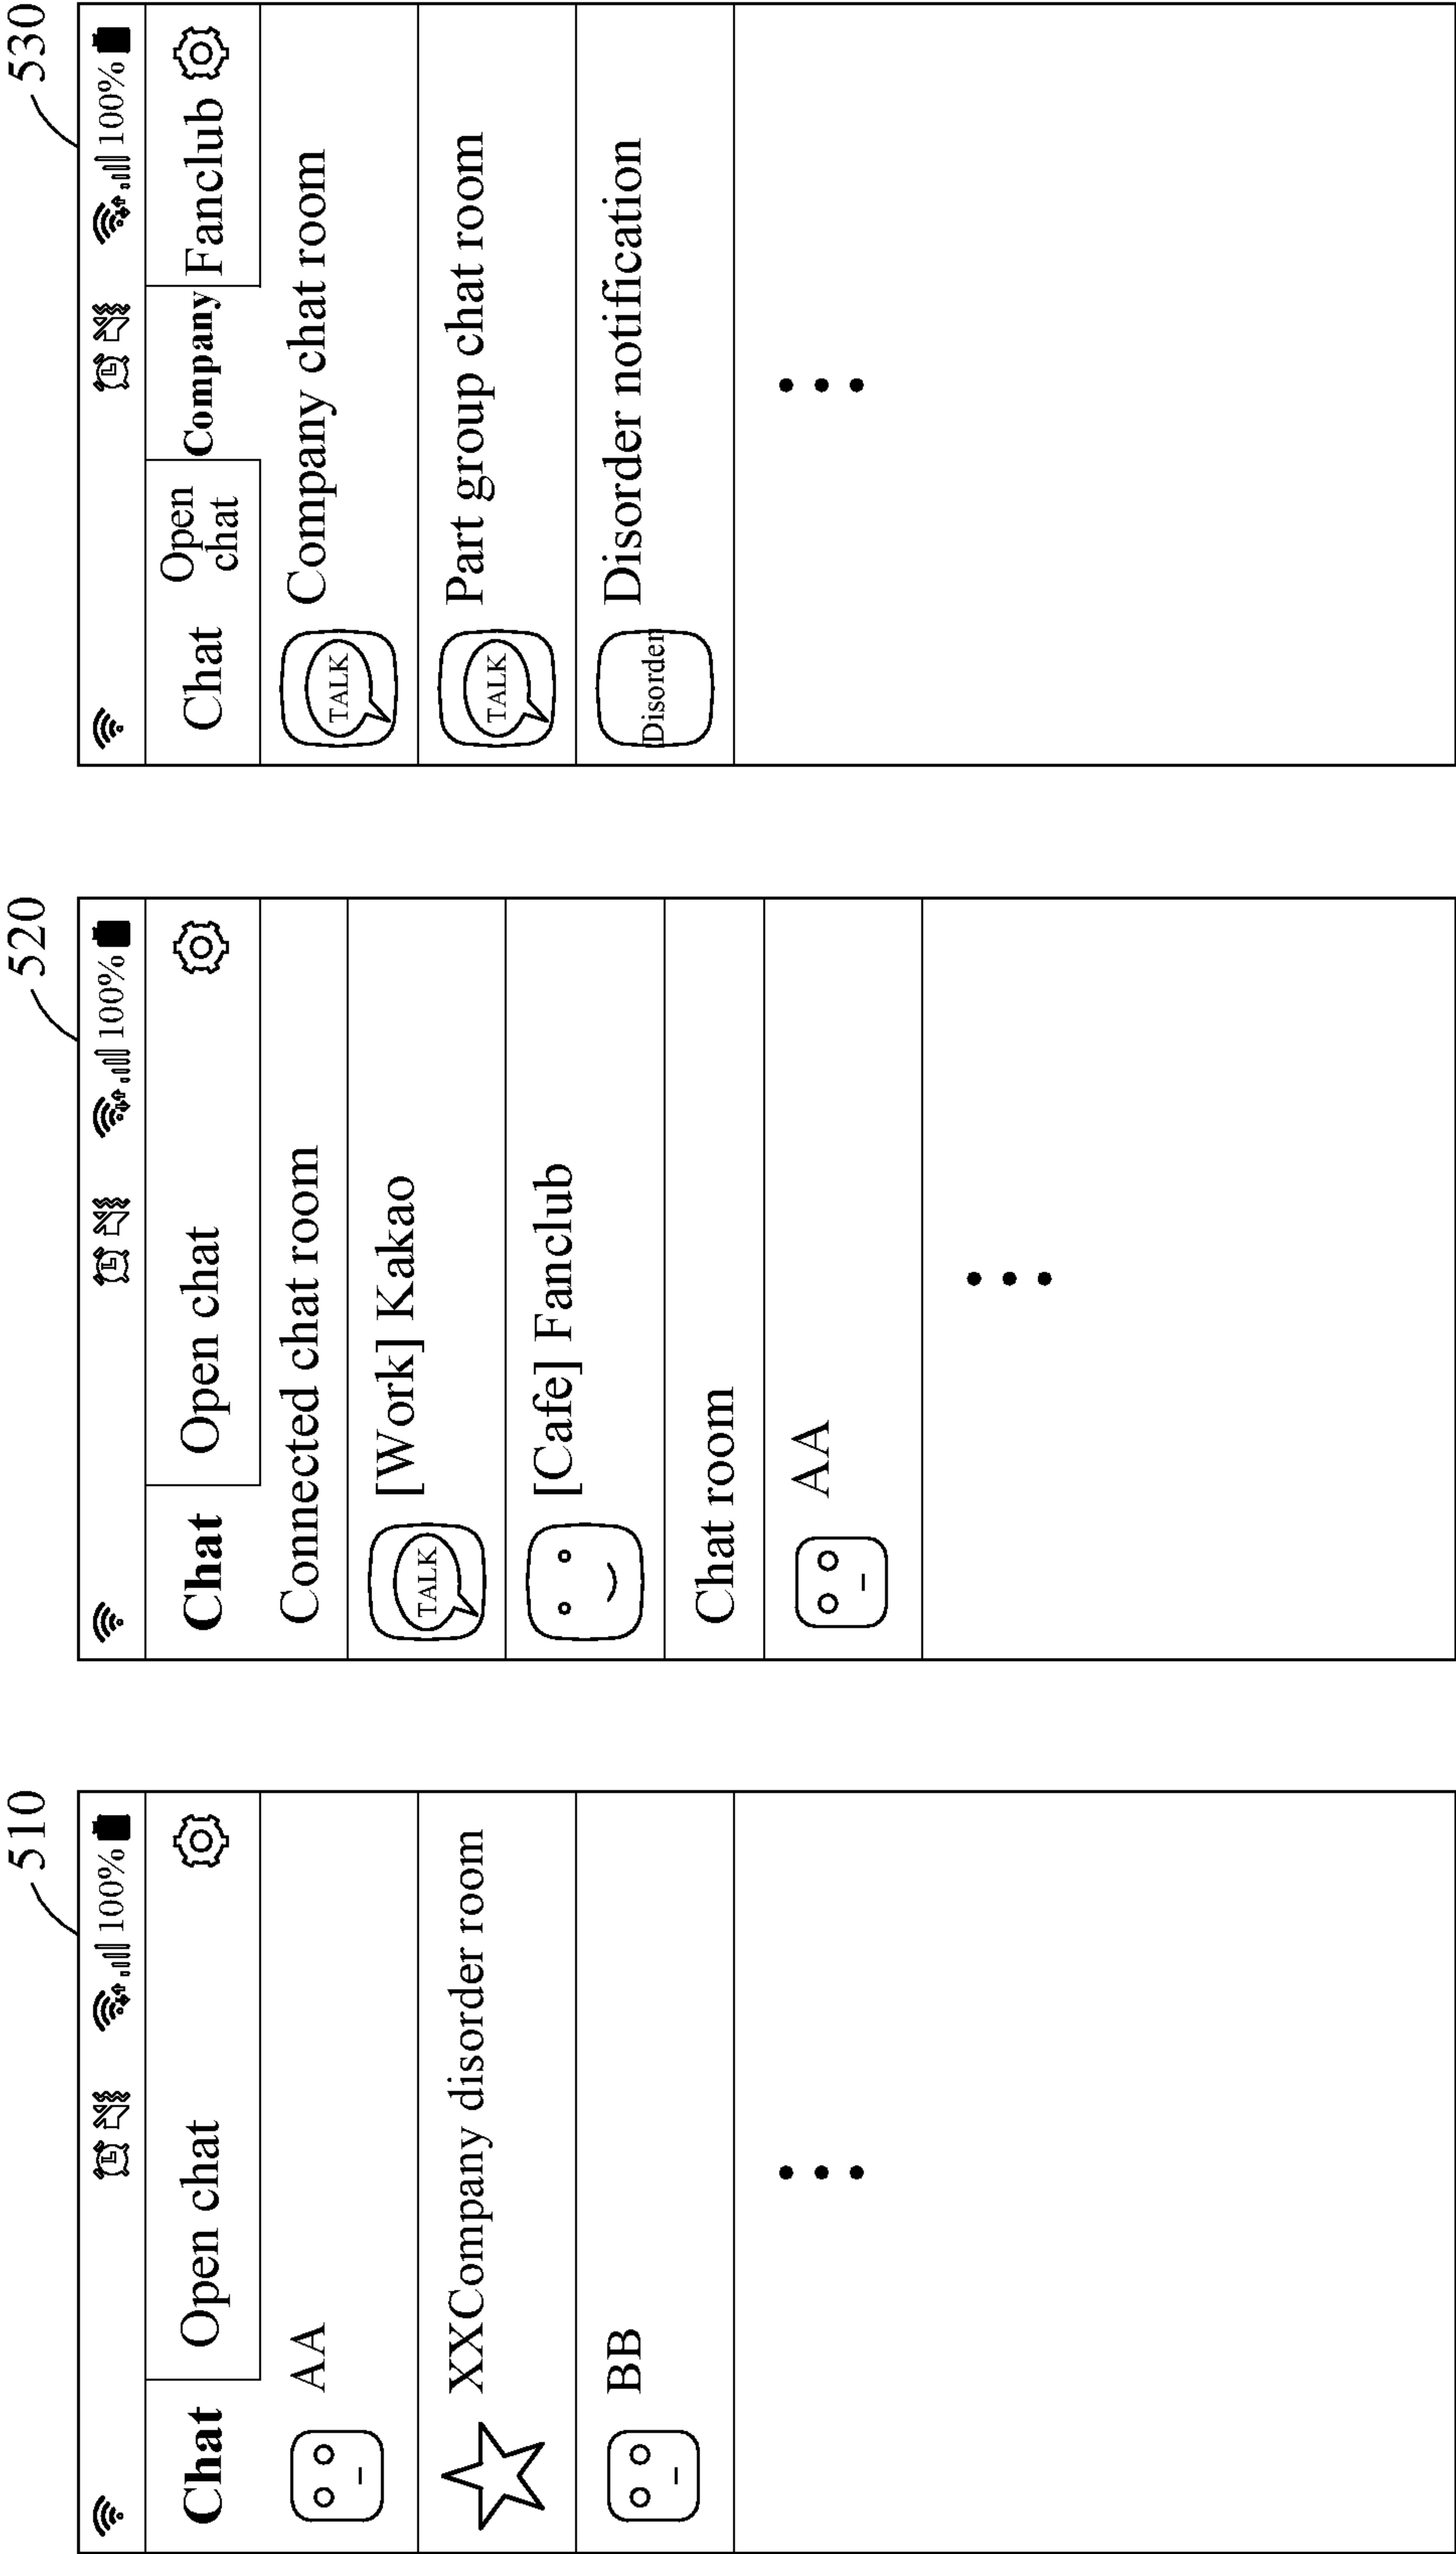 510
100%
Chat
Open chat
AA
XXCompany disorder room
BB
520
100%
Chat
Open chat
Connected chat room
TALK
[Work] Kakao
[Cafe] Fanclub
Chat room
AA
530
100%
Chat
Open
chat
Company
Fanclub
TALK
Company chat room
TALK
Part group chat room
Disorder
Disorder notification